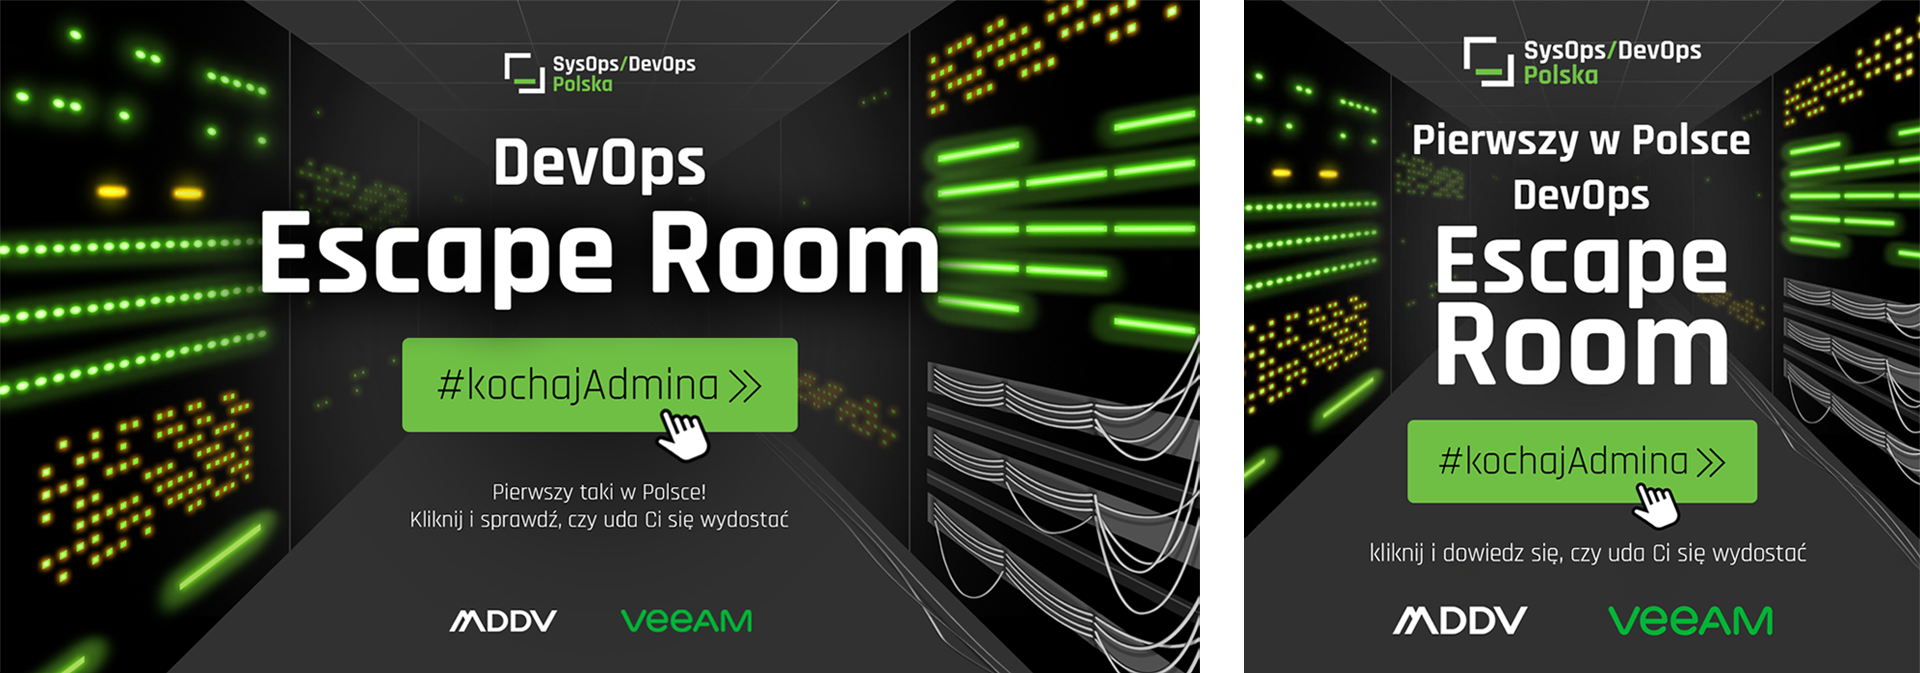 SysOps/DevOps
Polska
DevOps
Escape Room
#kochajAdmina
Pierwszy taki w Polsce!
Kliknij i sprawdź, czy uda Ci się wydostać
MDDV
VEEAM
SysOps/DevOps
Polska
Pierwszy w Polsce
DevOps
Escape
Room
#kochajAdmina
kliknij i dowiedz się, czy uda Ci się wydostać
MDDV
VEEAM